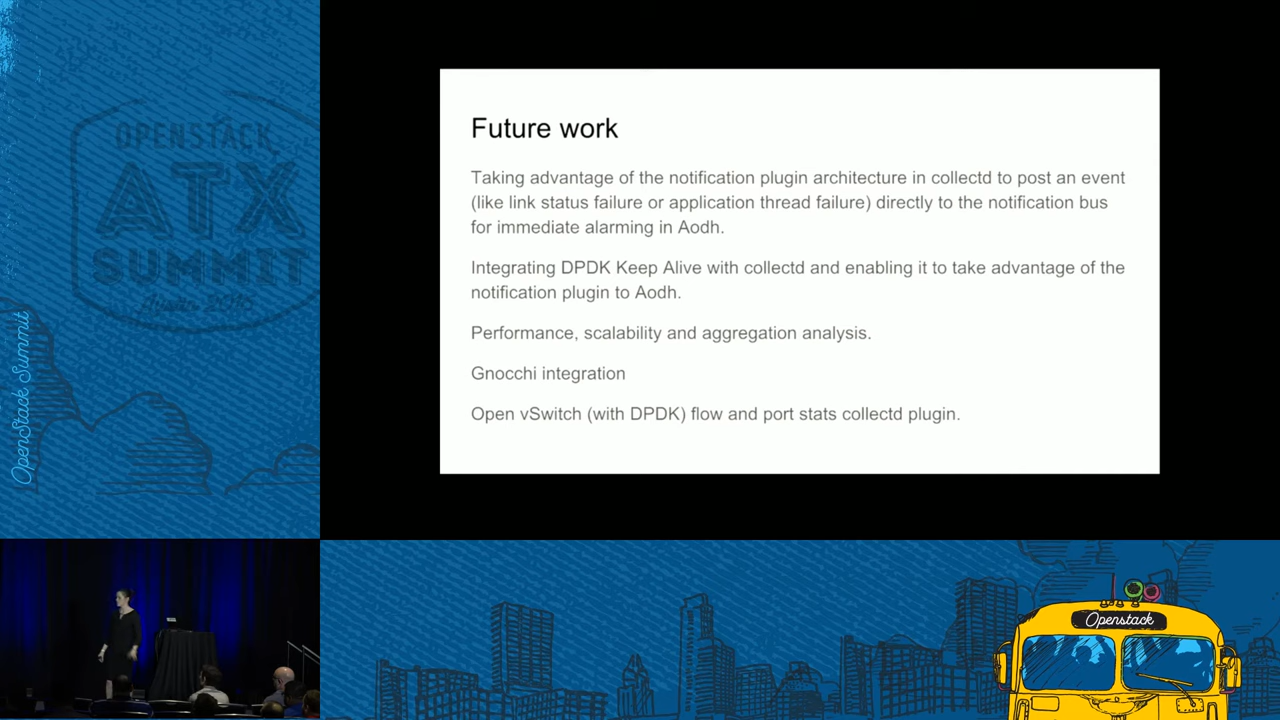 OPENSTACK
ATX
SUMMIT
Austin 2016
OpenStack Summit
Future work
Taking advantage of the notification plugin architecture in collectd to post an event
(like link status failure or application thread failure) directly to the notification bus
for immediate alarming in Aodh.
Integrating DPDK Keep Alive with collectd and enabling it to take advantage of the
notification plugin to Aodh.
Performance, scalability and aggregation analysis.
Gnocchi integration
Open vSwitch (with DPDK) flow and port stats collectd plugin.
Openstack